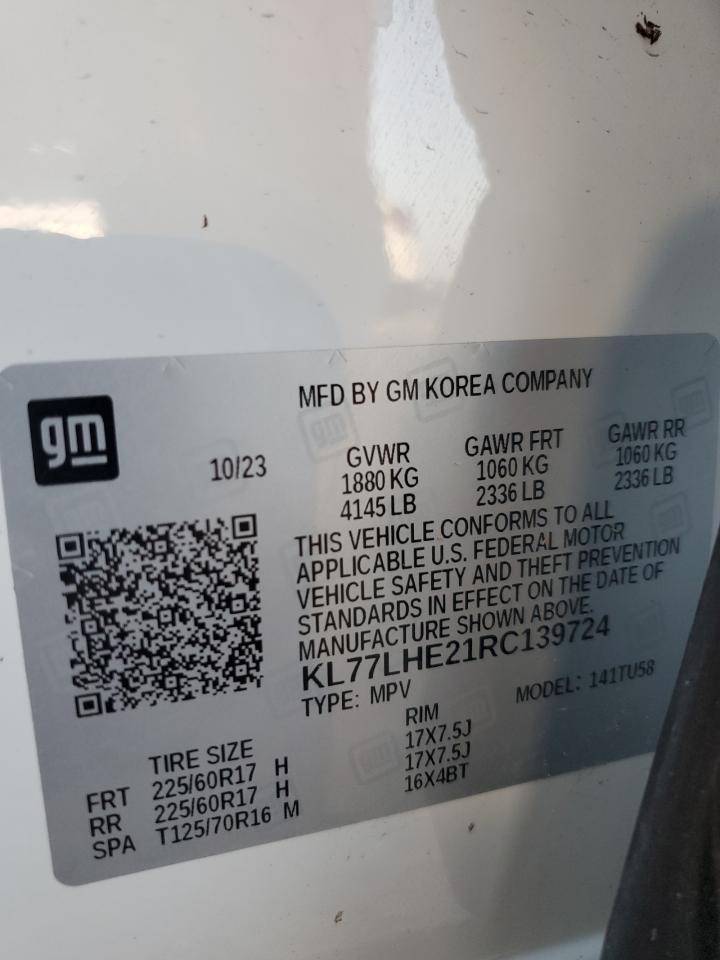 MFD BY GM KOREA COMPANY
gm
10/23
GVWR GAWR FRT GAWR RR
1880 KG 1060 KG 1060 KG
4145 LB 2336 LB 2336 LB
THIS VEHICLE CONFORMS TO ALL
APPLICABLE U.S. FEDERAL MOTOR
VEHICLE SAFETY AND THEFT PREVENTION
STANDARDS IN EFFECT ON THE DATE OF
MANUFACTURE SHOWN ABOVE.
KL77LHE21RC139724
TYPE: MPV MODEL: 141TU58
TIRE SIZE RIM
FRT 225/60R17 H 17X7.5J
RR 225/60R17 H 17X7.5J
SPA T125/70R16 M 16X4BT